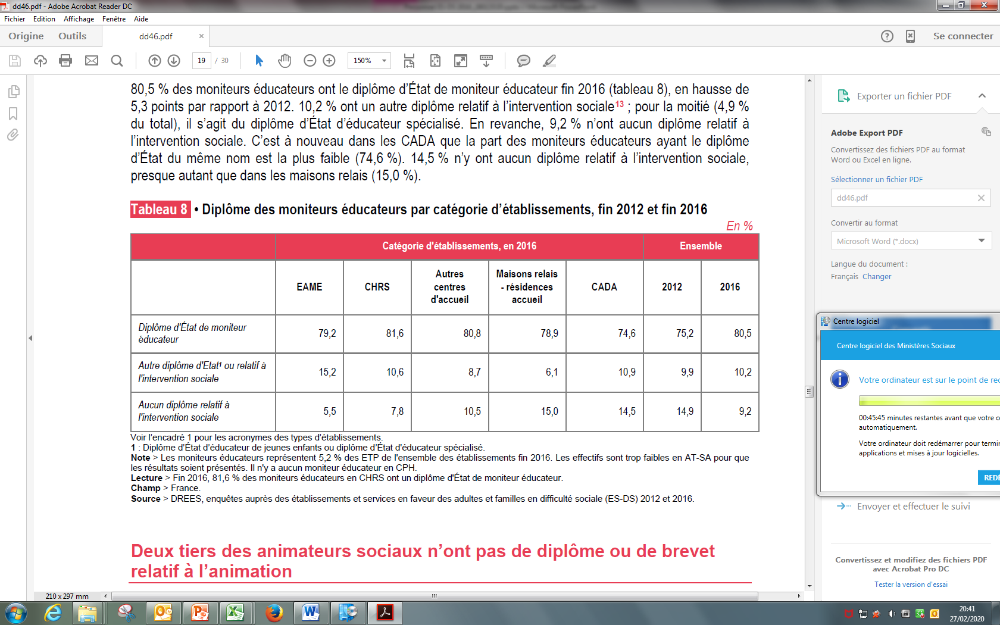 dd46.pdf - Adobe Acrobat Reader DC
Fichier Edition Affichage Fenêtre Aide
Origine Outils dd46.pdf × Se connecter
19 / 30 150%
80,5 % des moniteurs éducateurs ont le diplôme d’État de moniteur éducateur fin 2016 (tableau 8), en hausse de
5,3 points par rapport à 2012. 10,2 % ont un autre diplôme relatif à l’intervention sociale13 ; pour la moitié (4,9 %
du total), il s’agit du diplôme d’État d’éducateur spécialisé. En revanche, 9,2 % n’ont aucun diplôme relatif à
l’intervention sociale. C’est à nouveau dans les CADA que la part des moniteurs éducateurs ayant le diplôme
d’État du même nom est la plus faible (74,6 %). 14,5 % n’y ont aucun diplôme relatif à l’intervention sociale,
presque autant que dans les maisons relais (15,0 %).
Tableau 8 • Diplôme des moniteurs éducateurs par catégorie d’établissements, fin 2012 et fin 2016
En %
Catégorie d'établissements, en 2016 Ensemble
EAME CHRS Autres centres d'accueil Maisons relais - résidences accueil CADA 2012 2016
Diplôme d'État de moniteur
éducateur 79,2 81,6 80,8 78,9 74,6 75,2 80,5
Autre diplôme d'Etat¹ ou relatif à
l'intervention sociale 15,2 10,6 8,7 6,1 10,9 9,9 10,2
Aucun diplôme relatif à
l'intervention sociale 5,5 7,8 10,5 15,0 14,5 14,9 9,2
Voir l’encadré 1 pour les acronymes des types d’établissements.
1 : Diplôme d’État d’éducateur de jeunes enfants ou diplôme d’État d'éducateur spécialisé.
Note > Les moniteurs éducateurs représentent 5,2 % des ETP de l'ensemble des établissements fin 2016. Les effectifs sont trop faibles en AT-SA pour que
les résultats soient présentés. Il n'y a aucun moniteur éducateur en CPH.
Lecture > Fin 2016, 81,6 % des moniteurs éducateurs en CHRS ont un diplôme d'État de moniteur éducateur.
Champ > France.
Source > DREES, enquêtes auprès des établissements et services en faveur des adultes et familles en difficulté sociale (ES-DS) 2012 et 2016.
Deux tiers des animateurs sociaux n’ont pas de diplôme ou de brevet
relatif à l’animation
210 x 297 mm
Exporter un fichier PDF
Adobe Export PDF
Convertissez des fichiers PDF au format
Word ou Excel en ligne.
Sélectionner un fichier PDF
dd46.pdf
Convertir au format
Microsoft Word (*.docx)
Langue du document :
Français Changer
Centre logiciel
Centre logiciel des Ministères Sociaux
Votre ordinateur est sur le point de
00:45:45 minutes restantes avant que votre
automatiquement.
Votre ordinateur doit redémarrer pour
applications et mises à jour logicielles.
Envoyer et effectuer le suivi
Convertissez et modifiez des fichiers PDF
avec Acrobat Pro DC
Tester la version d'essai
20:41
27/02/2020